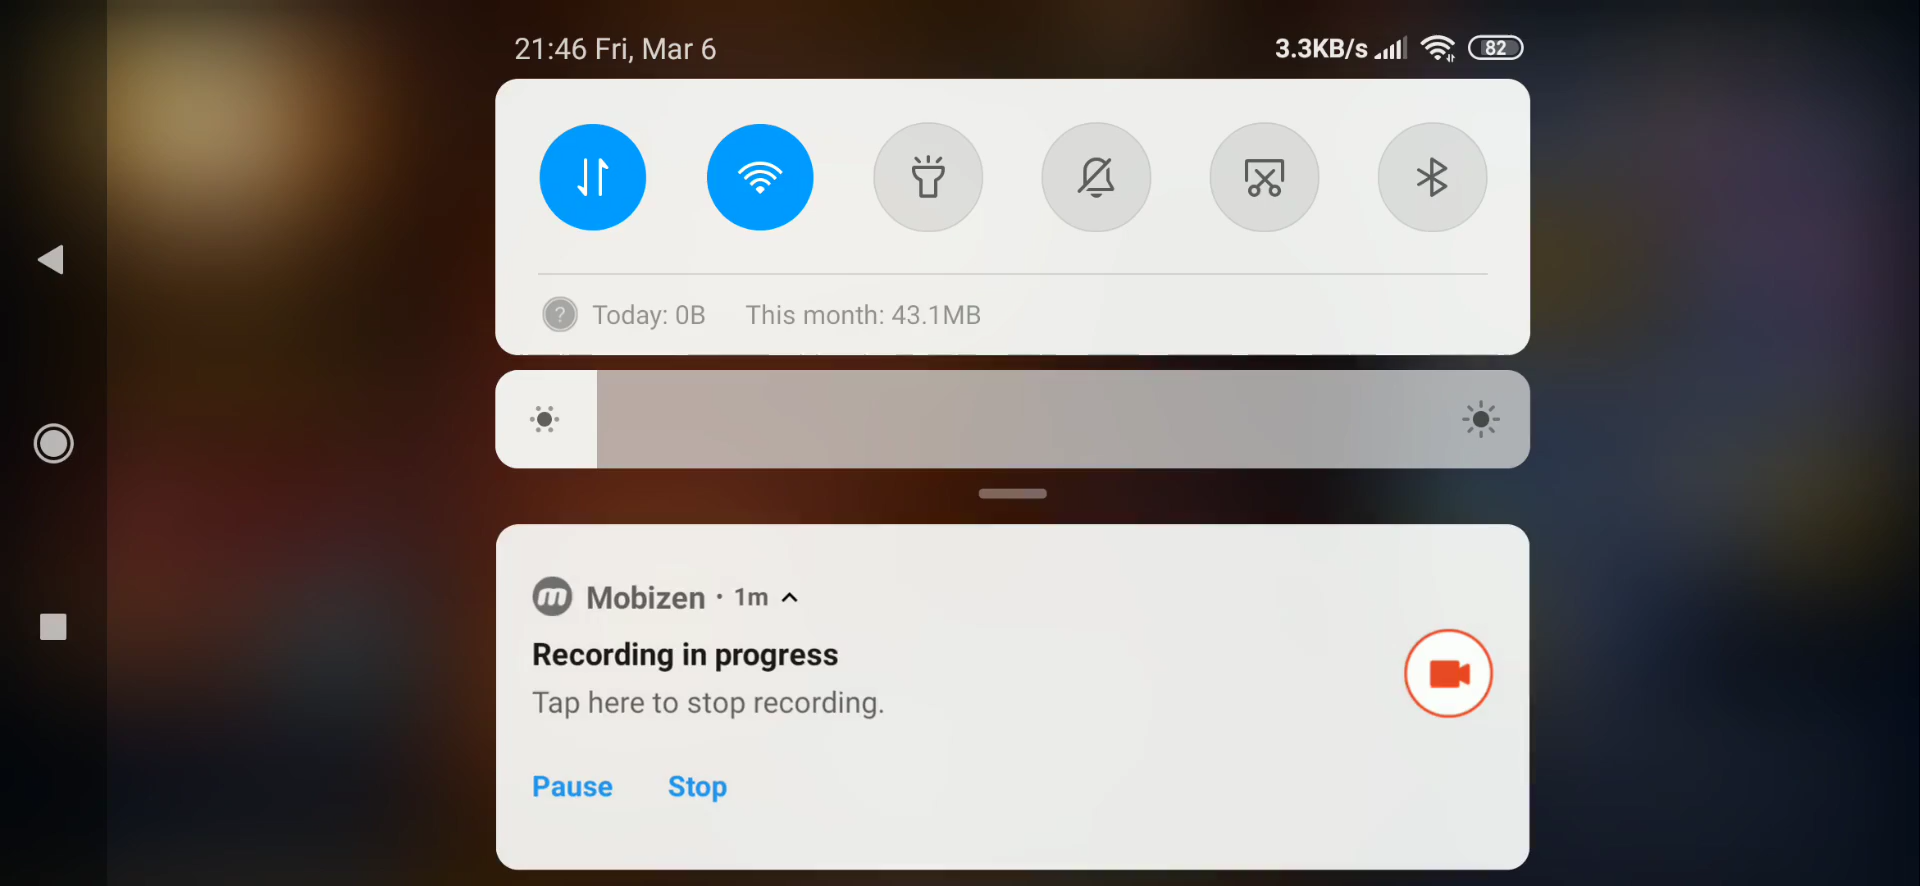 21:46 Fri, Mar 6
3.3KB/s 82
? Today: 0B This month: 43.1MB
Mobizen · 1m
Recording in progress
Tap here to stop recording.
Pause Stop